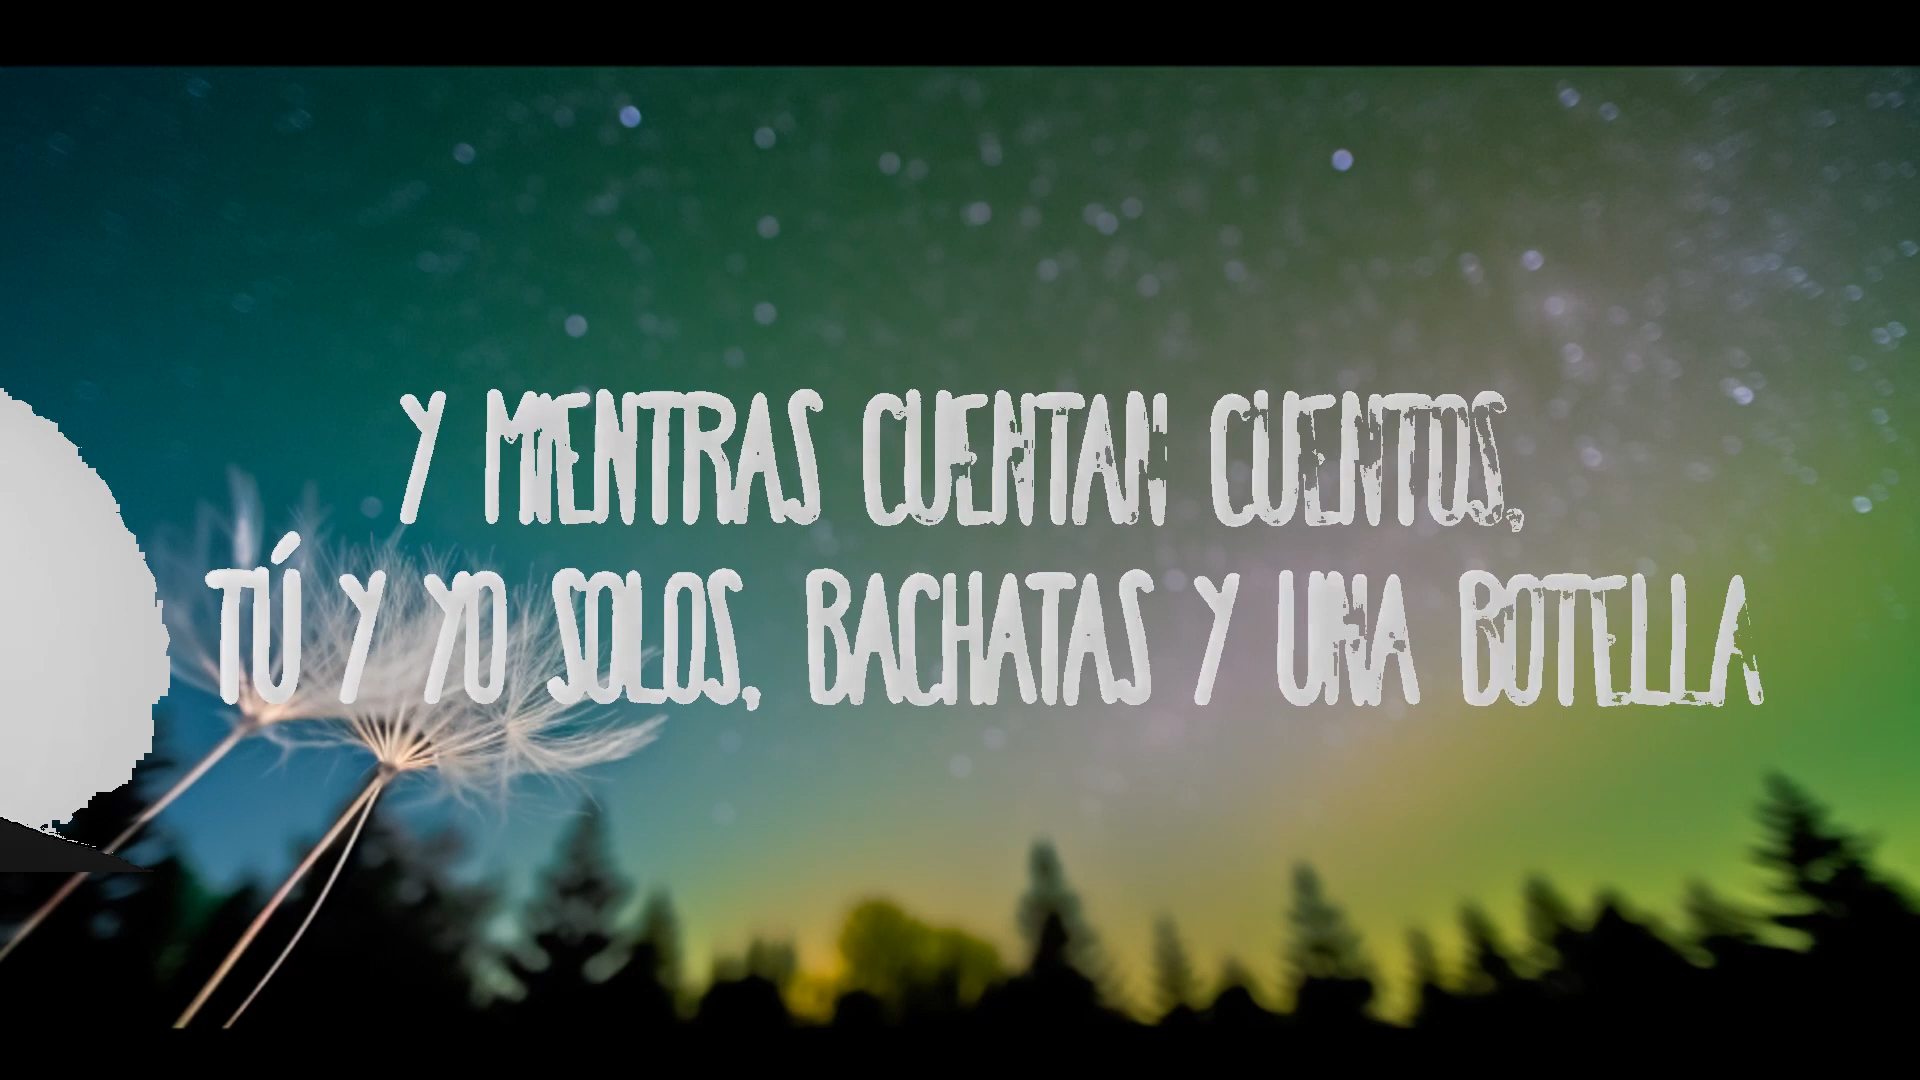 Y MIENTRAS CUENTAN CUENTOS,
TÚ Y YO SOLOS, BACHATAS Y UNA BOTELLA